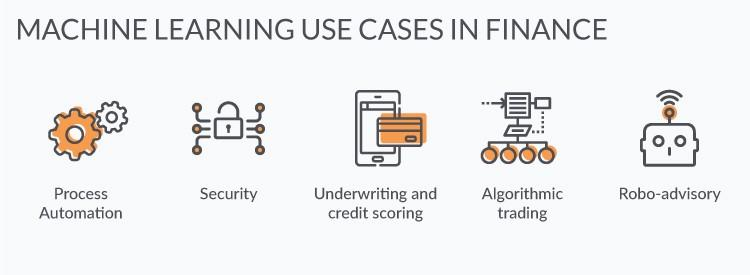 MACHINE LEARNING USE CASES IN FINANCE
Process
Automation
Security
Underwriting and
credit scoring
Algorithmic
trading
Robo-advisory